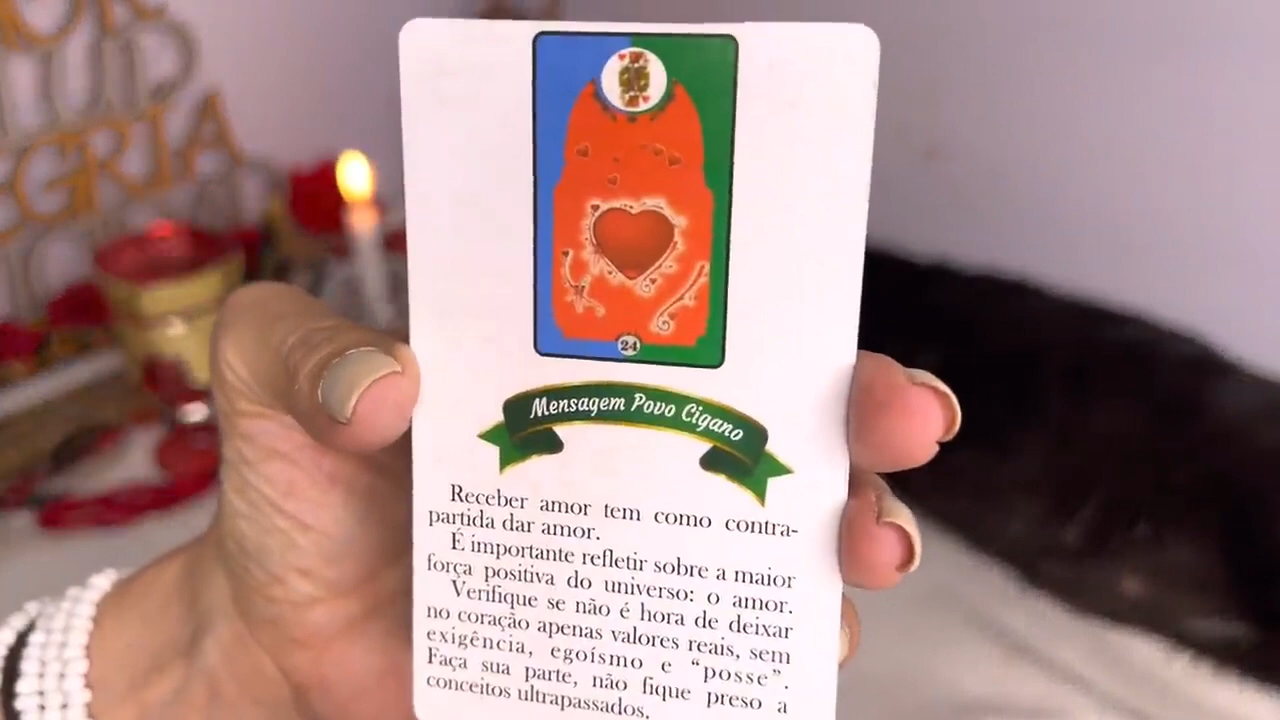 EGRIA
24
Mensagem Povo Cigano
Receber amor tem como contra-
partida dar amor.
É importante refletir sobre a maior
força positiva do universo: o amor.
Verifique se não é hora de deixar
no coração apenas valores reais, sem
exigência, egoísmo e “posse”.
Faça sua parte, não fique preso a
conceitos ultrapassados.